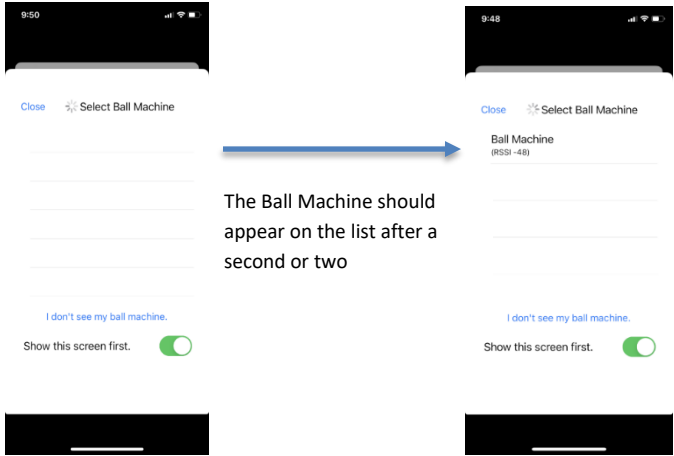 9:50
Close Select Ball Machine
I don't see my ball machine.
Show this screen first.
The Ball Machine should
appear on the list after a
second or two
9:48
Close Select Ball Machine
Ball Machine
(RSSI -48)
I don't see my ball machine.
Show this screen first.